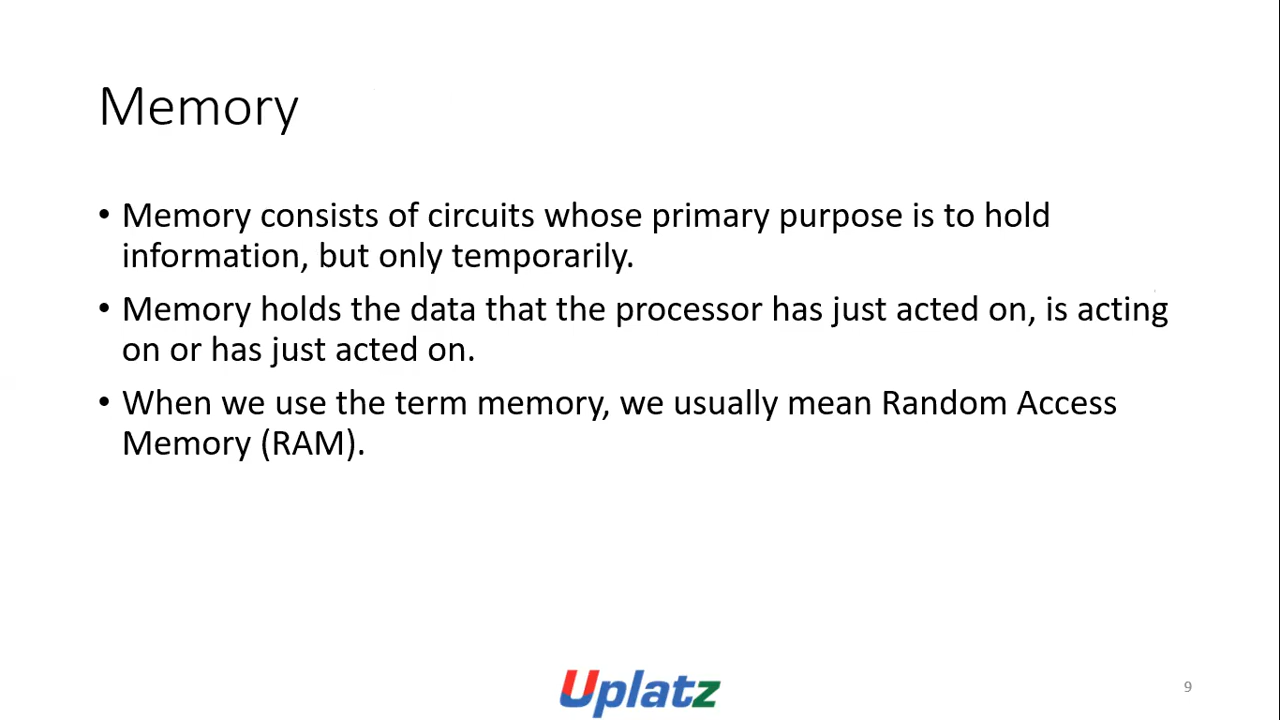 Memory
• Memory consists of circuits whose primary purpose is to hold
information, but only temporarily.
• Memory holds the data that the processor has just acted on, is acting
on or has just acted on.
• When we use the term memory, we usually mean Random Access
Memory (RAM).
Uplatz
9